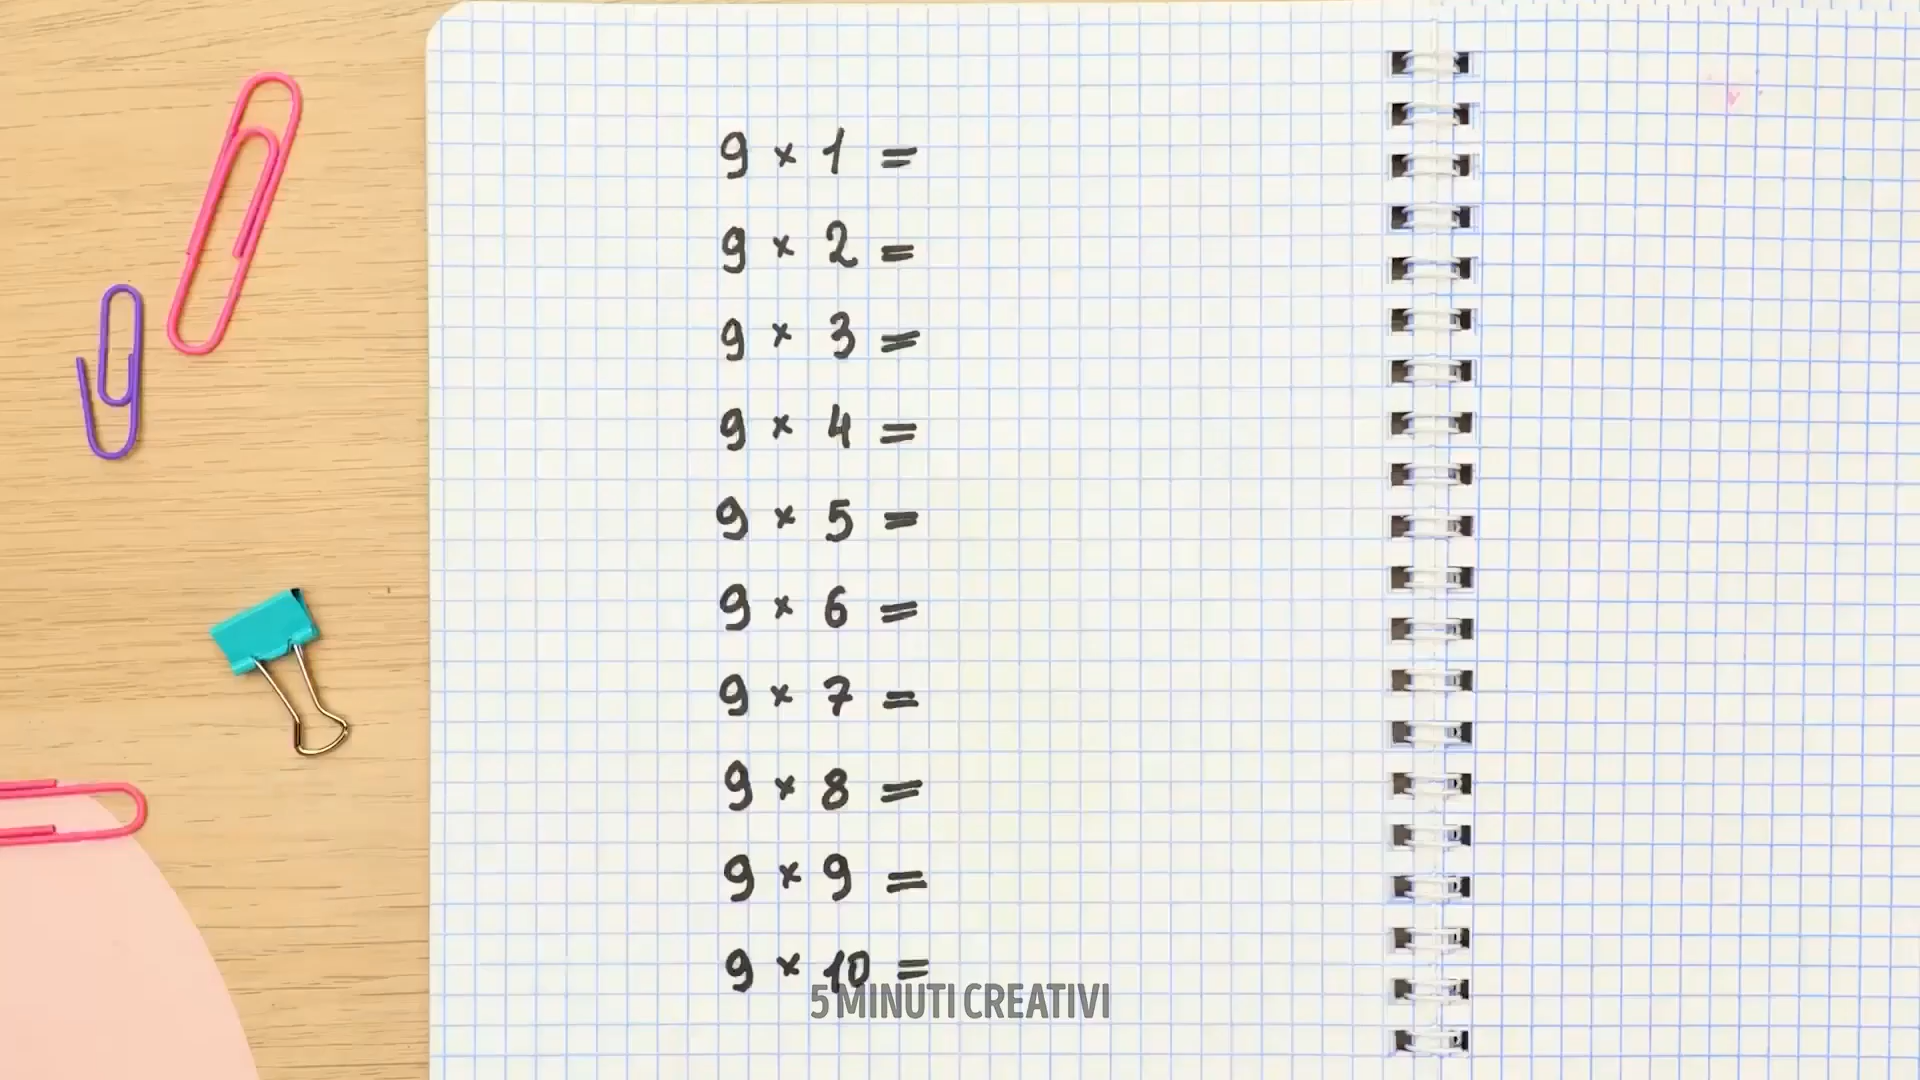 9 × 1 =
9 × 2 =
9 × 3 =
9 × 4 =
9 × 5 =
9 × 6 =
9 × 7 =
9 × 8 =
9 × 9 =
9 × 10 =
5 MINUTI CREATIVI